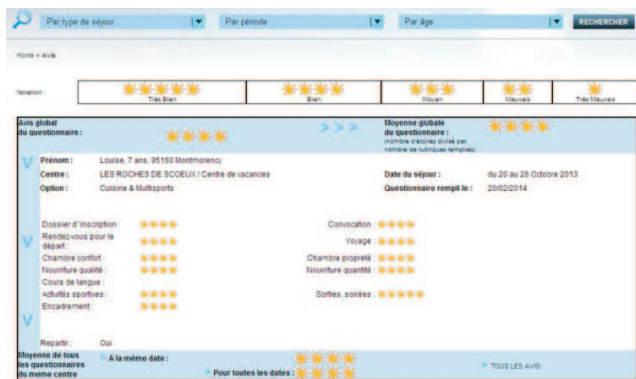 Par type de séjour Par période Par âge RECHERCHER
Home > Avis
Notation :
Très Bien Bien Moyen Mauvais Très Mauvais
Avis global du questionnaire : > > > Moyenne globale du questionnaire :
(nombre d'étoiles divisé par nombre de rubriques remplies)
Prénom : Louise, 7 ans, 95160 Montmorency
Centre : LES ROCHES DE SCOEUX / Centre de vacances Date du séjour : du 20 au 26 Octobre 2013
Option : Cuisine & Multisports Questionnaire rempli le : 20/02/2014
Dossier d'inscription : Convocation :
Rendez-vous pour le départ : Voyage :
Chambre confort : Chambre propreté :
Nourriture qualité : Nourriture quantité :
Cours de langue :
Activités sportives : Sorties, soirées :
Encadrement :
Repartir : Oui
Moyenne de tous les questionnaires du meme centre
> A la même date :
> Pour toutes les dates :
> TOUS LES AVIS